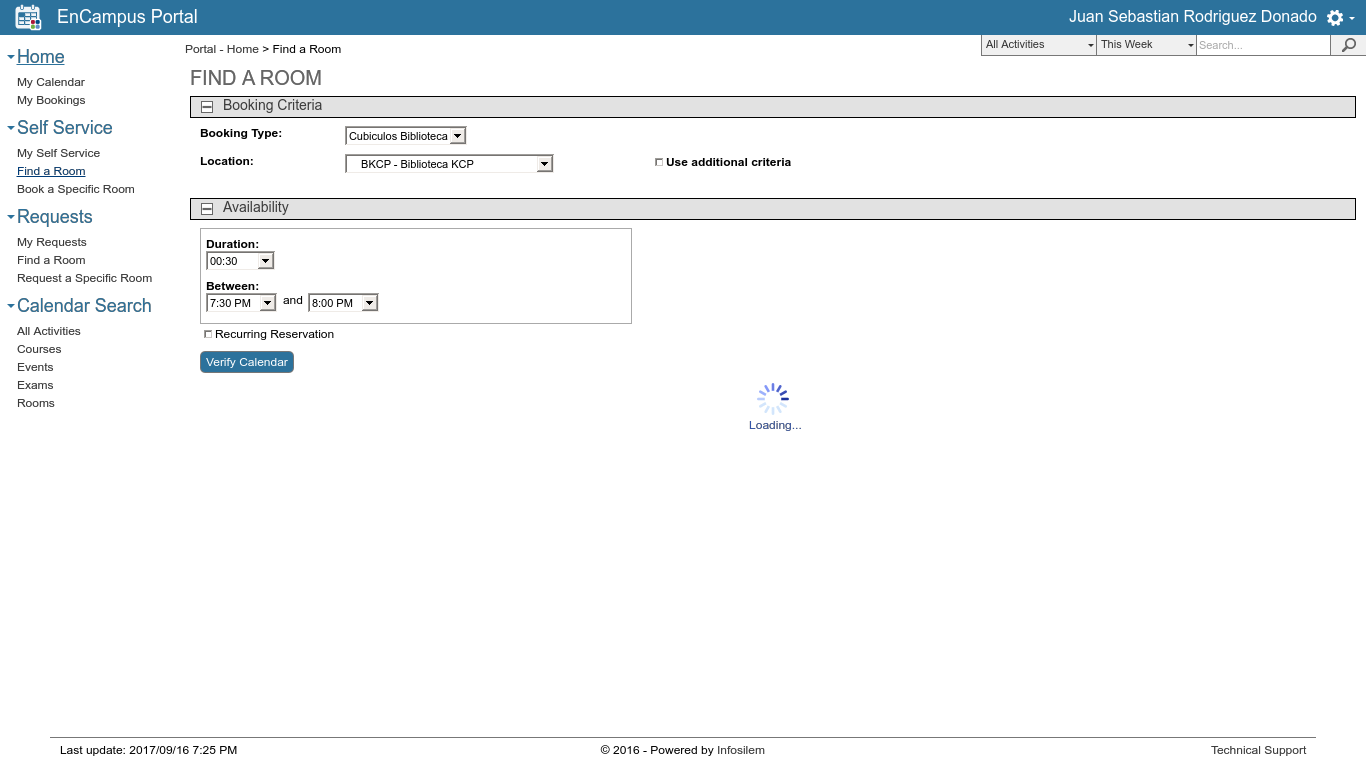 EnCampus Portal
Juan Sebastian Rodriguez Donado
Home
My Calendar
My Bookings
Self Service
My Self Service
Find a Room
Book a Specific Room
Requests
My Requests
Find a Room
Request a Specific Room
Calendar Search
All Activities
Courses
Events
Exams
Rooms
Portal - Home > Find a Room
All Activities
This Week
Search...
FIND A ROOM
Booking Criteria
Booking Type: Cubiculos Biblioteca
Location: BKCP - Biblioteca KCP
Use additional criteria
Availability
Duration:
00:30
Between:
7:30 PM and 8:00 PM
Recurring Reservation
Verify Calendar
Loading...
Last update: 2017/09/16 7:25 PM
© 2016 - Powered by Infosilem
Technical Support